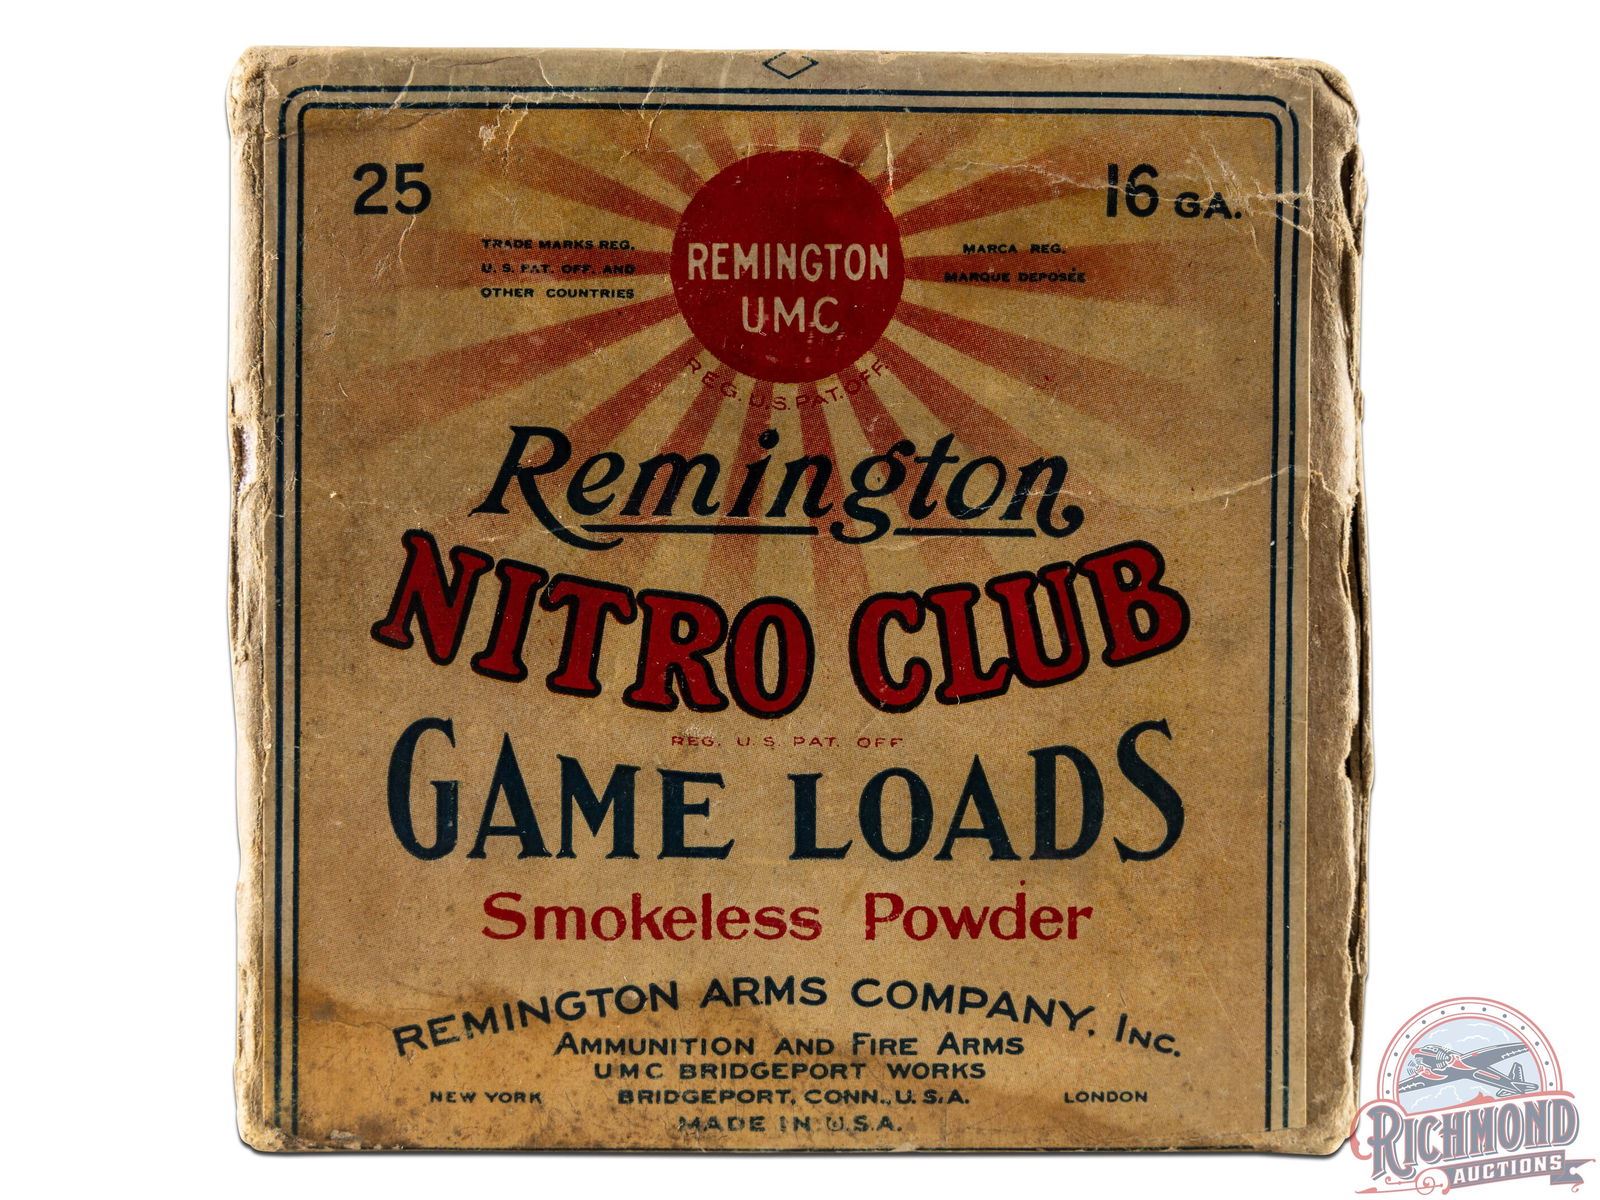 25
16 GA.
TRADE MARKS REG.
U. S. PAT. OFF. AND
OTHER COUNTRIES
REMINGTON
UMC
MARCA REG.
MARQUE DEPOSÉE
REG. U.S. PAT. OFF.
Remington
NITRO CLUB
REG. U. S. PAT. OFF
GAME LOADS
Smokeless Powder
REMINGTON ARMS COMPANY, INC.
AMMUNITION AND FIRE ARMS
UMC BRIDGEPORT WORKS
NEW YORK BRIDGEPORT, CONN., U.S.A. LONDON
MADE IN U.S.A.
RICHMOND
AUCTIONS